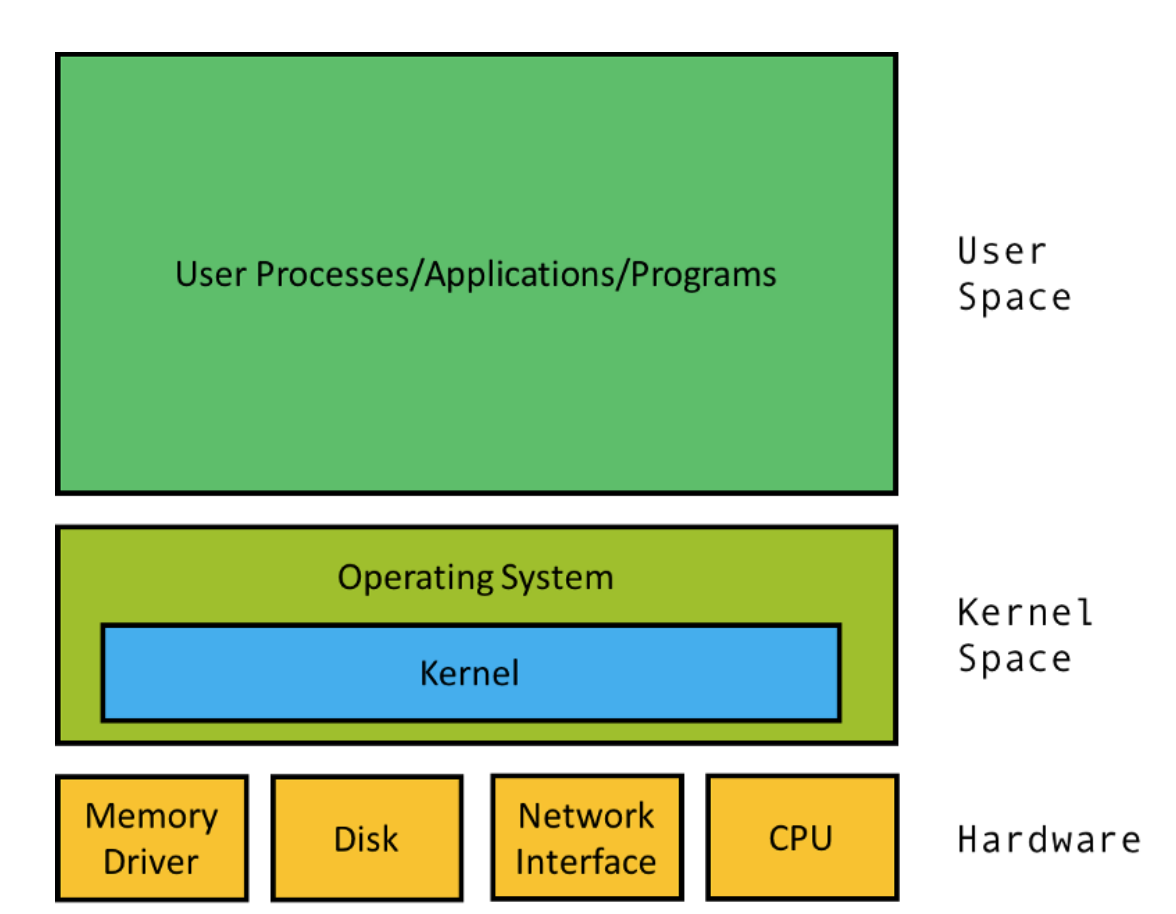 User Processes/Applications/Programs
User
Space
Operating System
Kernel
Kernel
Space
Memory
Driver
Disk
Network
Interface
CPU
Hardware